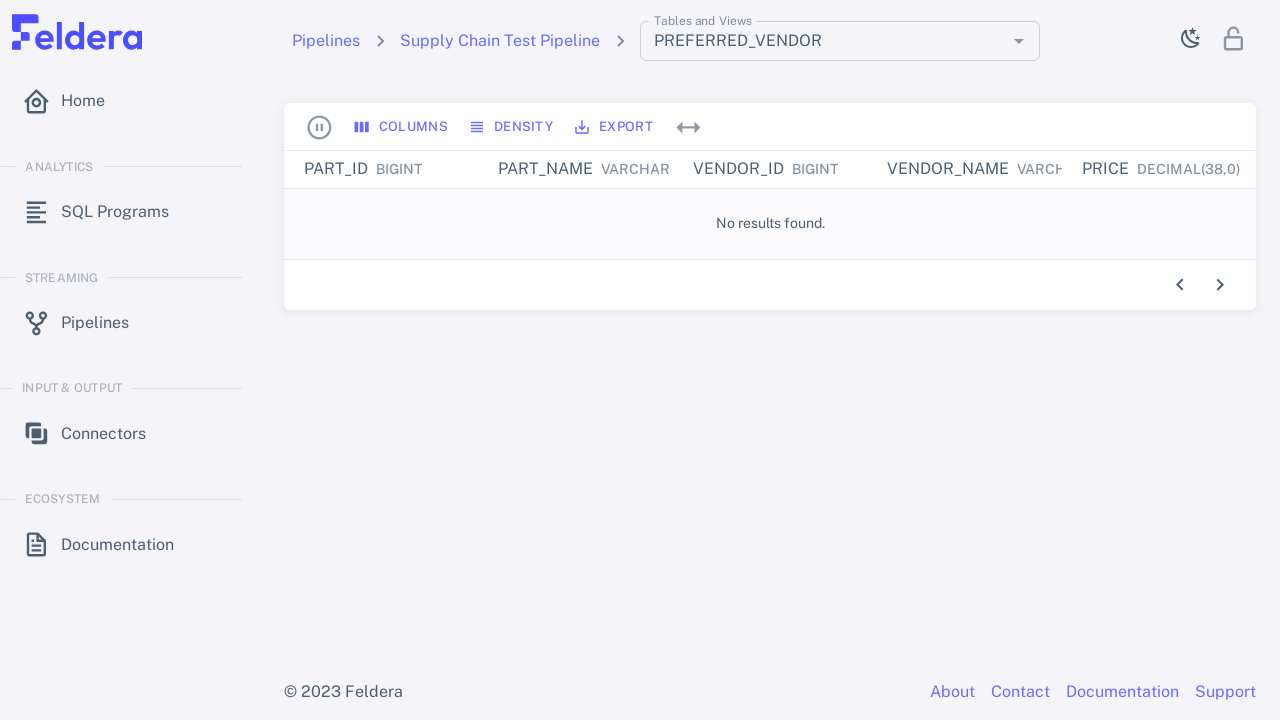 Feldera
Pipelines
Supply Chain Test Pipeline
Tables and Views
PREFERRED_VENDOR
Home
ANALYTICS
SQL Programs
STREAMING
Pipelines
INPUT & OUTPUT
Connectors
ECOSYSTEM
Documentation
COLUMNS DENSITY EXPORT
PART_ID BIGINT PART_NAME VARCHAR VENDOR_ID BIGINT VENDOR_NAME VARCH PRICE DECIMAL(38,0)
No results found.
© 2023 Feldera
About Contact Documentation Support